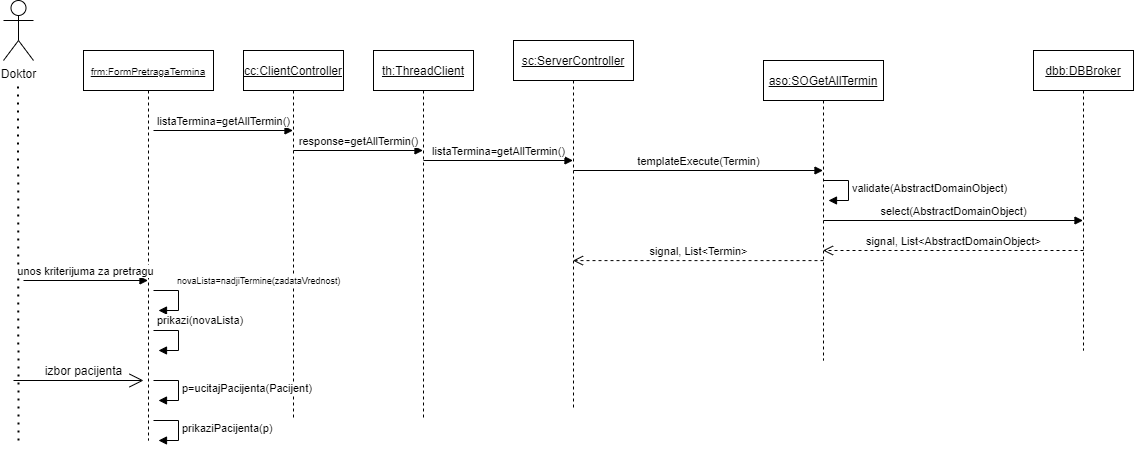 Doktor
frm:FormPretragaTermina
cc:ClientController
th:ThreadClient
sc:ServerController
aso:SOGetAllTermin
dbb:DBBroker
listaTermina=getAllTermin()
response=getAllTermin()
listaTermina=getAllTermin()
templateExecute(Termin)
validate(AbstractDomainObject)
select(AbstractDomainObject)
signal, List<AbstractDomainObject>
signal, List<Termin>
unos kriterijuma za pretragu
novaLista=nadjiTermine(zadataVrednost)
prikazi(novaLista)
izbor pacijenta
p=ucitajPacijenta(Pacijent)
prikaziPacijenta(p)